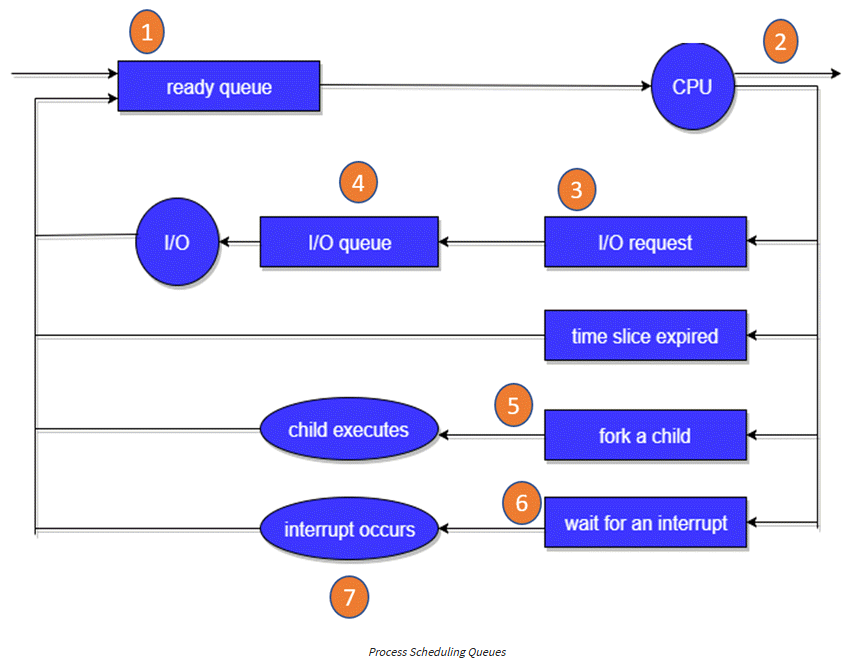 1
2
ready queue
CPU
4
3
I/O
I/O queue
I/O request
time slice expired
5
child executes
fork a child
6
interrupt occurs
wait for an interrupt
7
Process Scheduling Queues